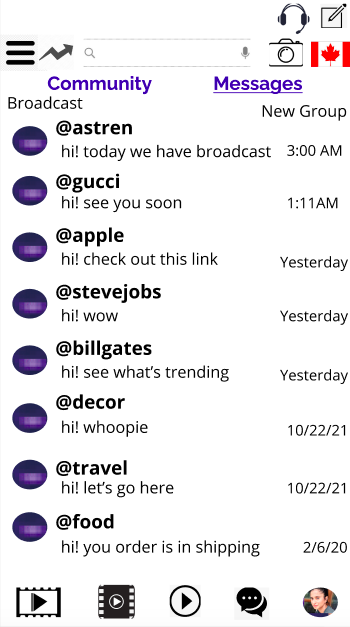 Community Messages
Broadcast New Group
@astren
hi! today we have broadcast 3:00 AM
@gucci
hi! see you soon 1:11AM
@apple
hi! check out this link Yesterday
@stevejobs
hi! wow Yesterday
@billgates
hi! see what's trending Yesterday
@decor
hi! whoopie 10/22/21
@travel
hi! let's go here 10/22/21
@food
hi! you order is in shipping 2/6/20